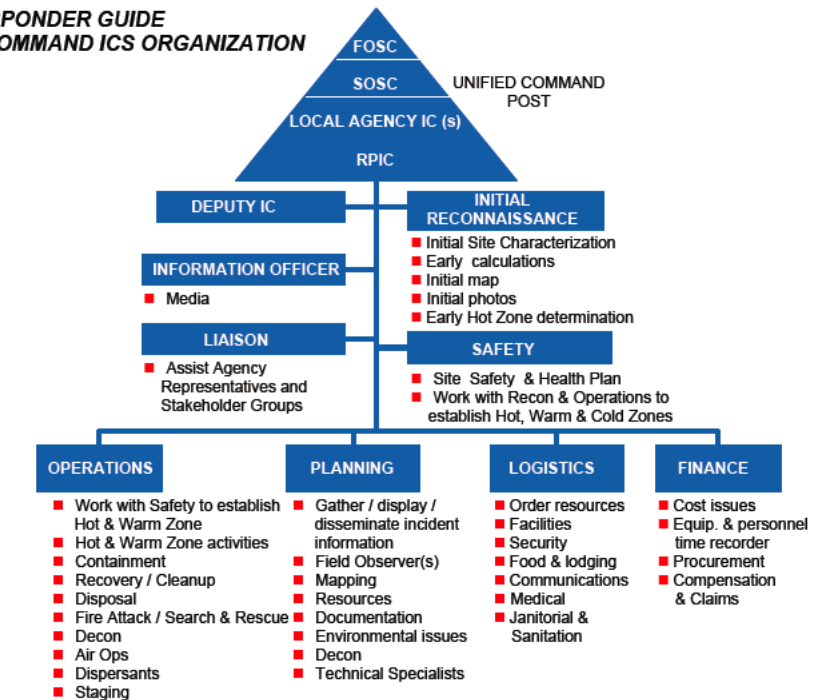 PONDER GUIDE
OMMAND ICS ORGANIZATION
FOSC
SOSC
LOCAL AGENCY IC (s)
RPIC
UNIFIED COMMAND
POST
DEPUTY IC
INITIAL
RECONNAISSANCE
Initial Site Characterization
Early calculations
Initial map
Initial photos
Early Hot Zone determination
INFORMATION OFFICER
Media
LIAISON
Assist Agency
Representatives and
Stakeholder Groups
SAFETY
Site Safety & Health Plan
Work with Recon & Operations to
establish Hot, Warm & Cold Zones
OPERATIONS
Work with Safety to establish
Hot & Warm Zone
Hot & Warm Zone activities
Containment
Recovery / Cleanup
Disposal
Fire Attack / Search & Rescue
Decon
Air Ops
Dispersants
Staging
PLANNING
Gather / display /
disseminate incident
information
Field Observer(s)
Mapping
Resources
Documentation
Environmental issues
Decon
Technical Specialists
LOGISTICS
Order resources
Facilities
Security
Food & lodging
Communications
Medical
Janitorial &
Sanitation
FINANCE
Cost issues
Equip. & personnel
time recorder
Procurement
Compensation
& Claims